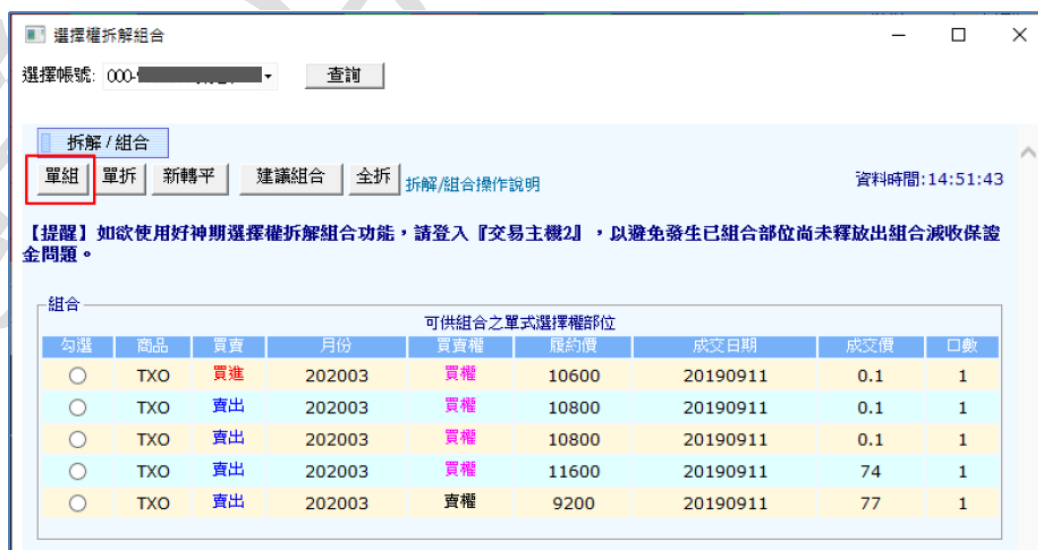 選擇權拆解組合
選擇帳號: 000- 查詢
拆解 / 組合
單組 單拆 新轉平 建議組合 全拆 拆解/組合操作說明 資料時間:14:51:43
【提醒】如欲使用好神期選擇權拆解組合功能，請登入『交易主機2』，以避免發生已組合部位尚未釋放出組合減收保證
金問題。
組合
可供組合之單式選擇權部位
勾選 商品 買賣 月份 買賣權 履約價 成交日期 成交價 口數
TXO 買進 202003 買權 10600 20190911 0.1 1
TXO 賣出 202003 買權 10800 20190911 0.1 1
TXO 賣出 202003 買權 10800 20190911 0.1 1
TXO 賣出 202003 買權 11600 20190911 74 1
TXO 賣出 202003 賣權 9200 20190911 77 1